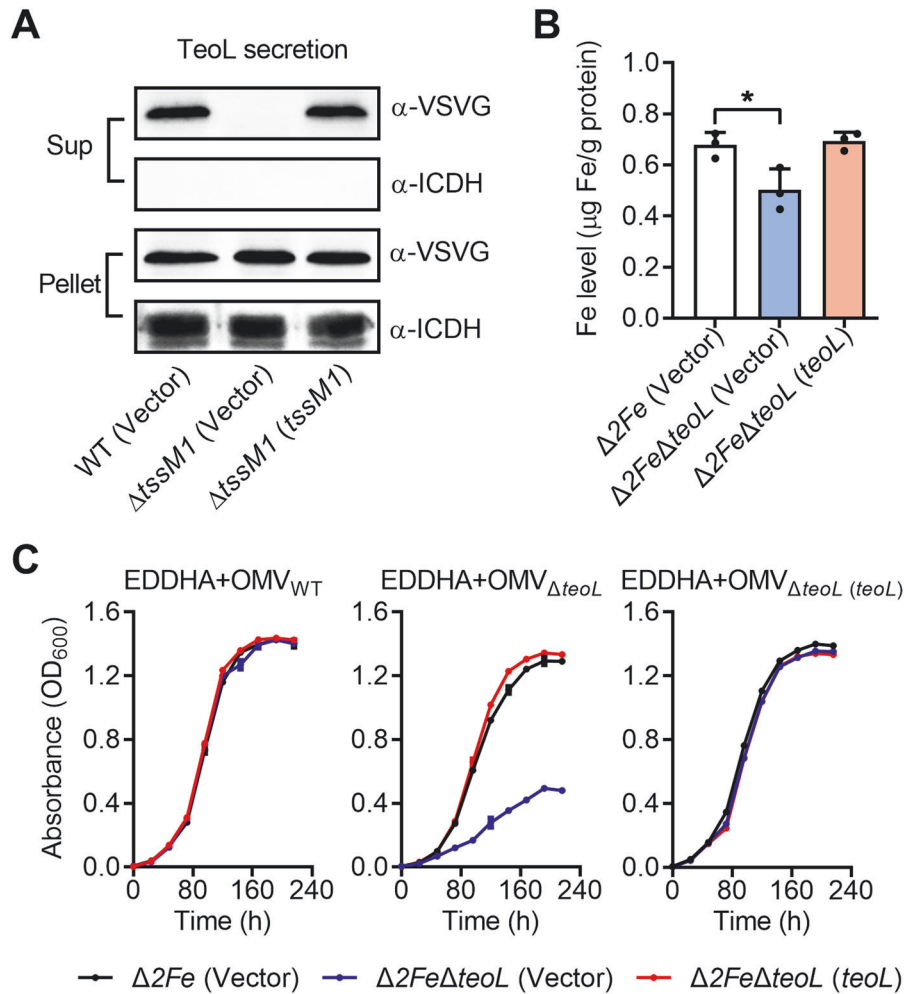 A
TeoL secretion
Sup
α-VSVG
α-ICDH
Pellet
α-VSVG
α-ICDH
WT (Vector)
ΔtssM1 (Vector)
ΔtssM1 (tssM1)
B
Fe level (μg Fe/g protein)
1.0
0.8
0.6
0.4
0.2
0.0
*
Δ2Fe (Vector)
Δ2FeΔteoL (Vector)
Δ2FeΔteoL (teoL)
C
Absorbance (OD600)
EDDHA+OMVWT
1.6
1.2
0.8
0.4
0.0
0 80 160 240
Time (h)
EDDHA+OMVΔteoL
1.6
1.2
0.8
0.4
0.0
0 80 160 240
Time (h)
EDDHA+OMVΔteoL (teoL)
1.6
1.2
0.8
0.4
0.0
0 80 160 240
Time (h)
Δ2Fe (Vector) Δ2FeΔteoL (Vector) Δ2FeΔteoL (teoL)